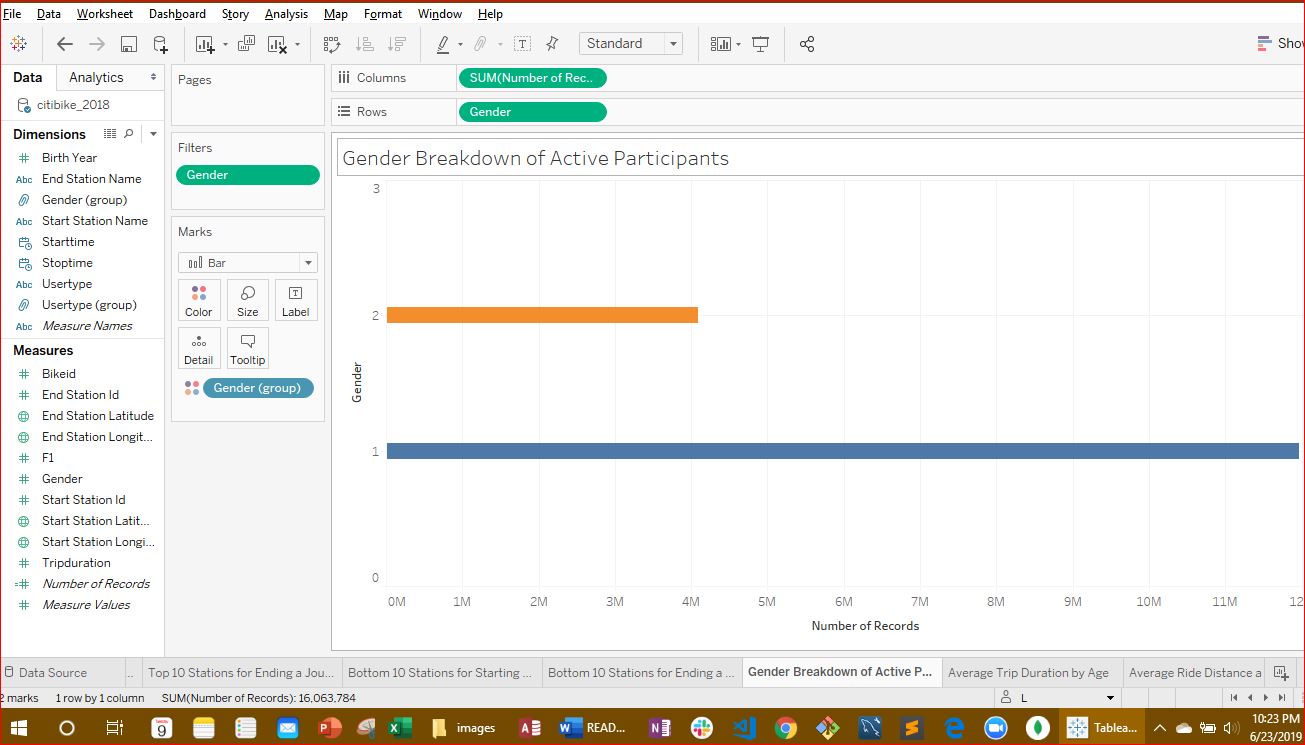 File Data Worksheet Dashboard Story Analysis Map Format Window Help
Standard
Show
Data Analytics
citibike_2018
Dimensions
# Birth Year
Abc End Station Name
Gender (group)
Abc Start Station Name
Starttime
Stoptime
Abc Usertype
Usertype (group)
Abc Measure Names
Measures
# Bikeid
# End Station Id
End Station Latitude
End Station Longit...
# F1
# Gender
# Start Station Id
Start Station Latit...
Start Station Longi...
# Tripduration
=# Number of Records
# Measure Values
Pages
Filters
Gender
Marks
Bar
Color Size Label
Detail Tooltip
Gender (group)
Columns SUM(Number of Rec..
Rows Gender
Gender Breakdown of Active Participants
3
2
1
0
Gender
0M 1M 2M 3M 4M 5M 6M 7M 8M 9M 10M 11M 12
Number of Records
Data Source .. Top 10 Stations for Ending a Jou... Bottom 10 Stations for Starting ... Bottom 10 Stations for Ending a ... Gender Breakdown of Active P... Average Trip Duration by Age Average Ride Distance a
2 marks 1 row by 1 column SUM(Number of Records): 16,063,784 L
9 images READ... Tablea... 10:23 PM
6/23/2019